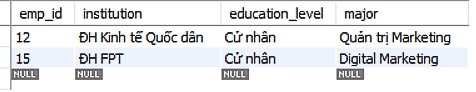 emp_id institution education_level major
12 ĐH Kinh tế Quốc dân Cử nhân Quản trị Marketing
15 ĐH FPT Cử nhân Digital Marketing
NULL NULL NULL NULL